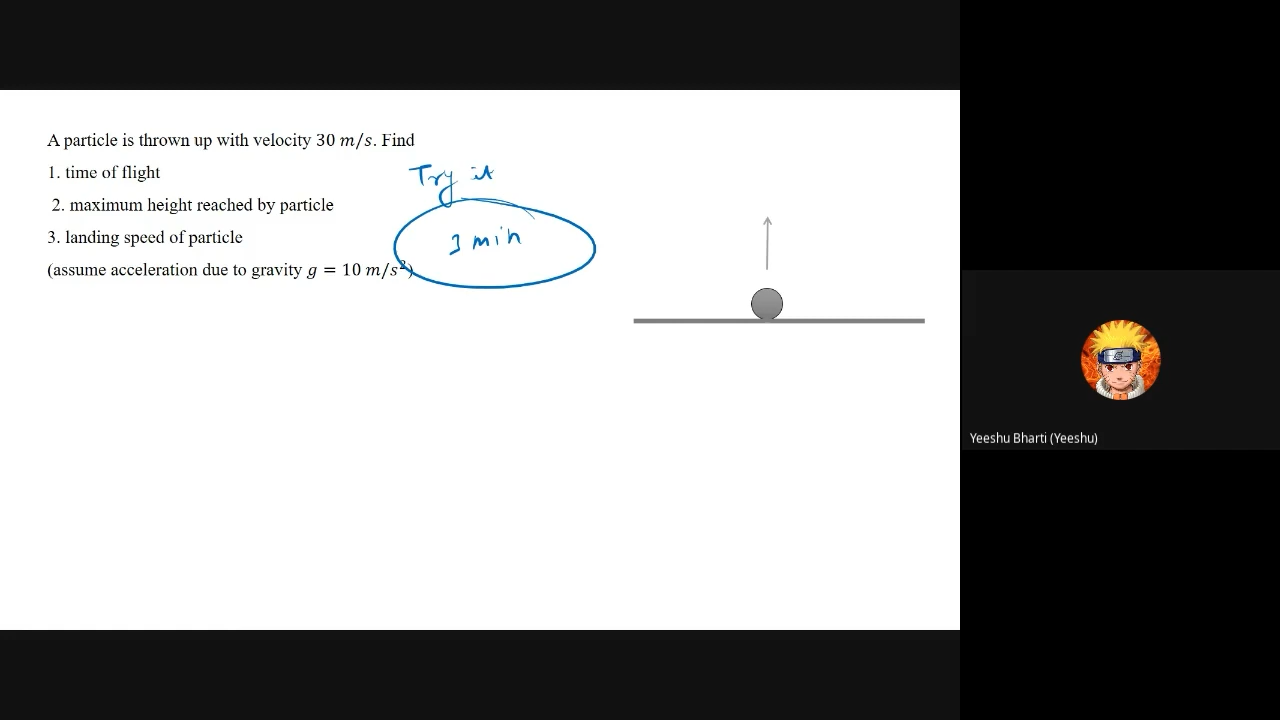 A particle is thrown up with velocity 30 m/s. Find
1. time of flight
Try it
2. maximum height reached by particle
3 min
3. landing speed of particle
(assume acceleration due to gravity g = 10 m/s²)
Yeeshu Bharti (Yeeshu)